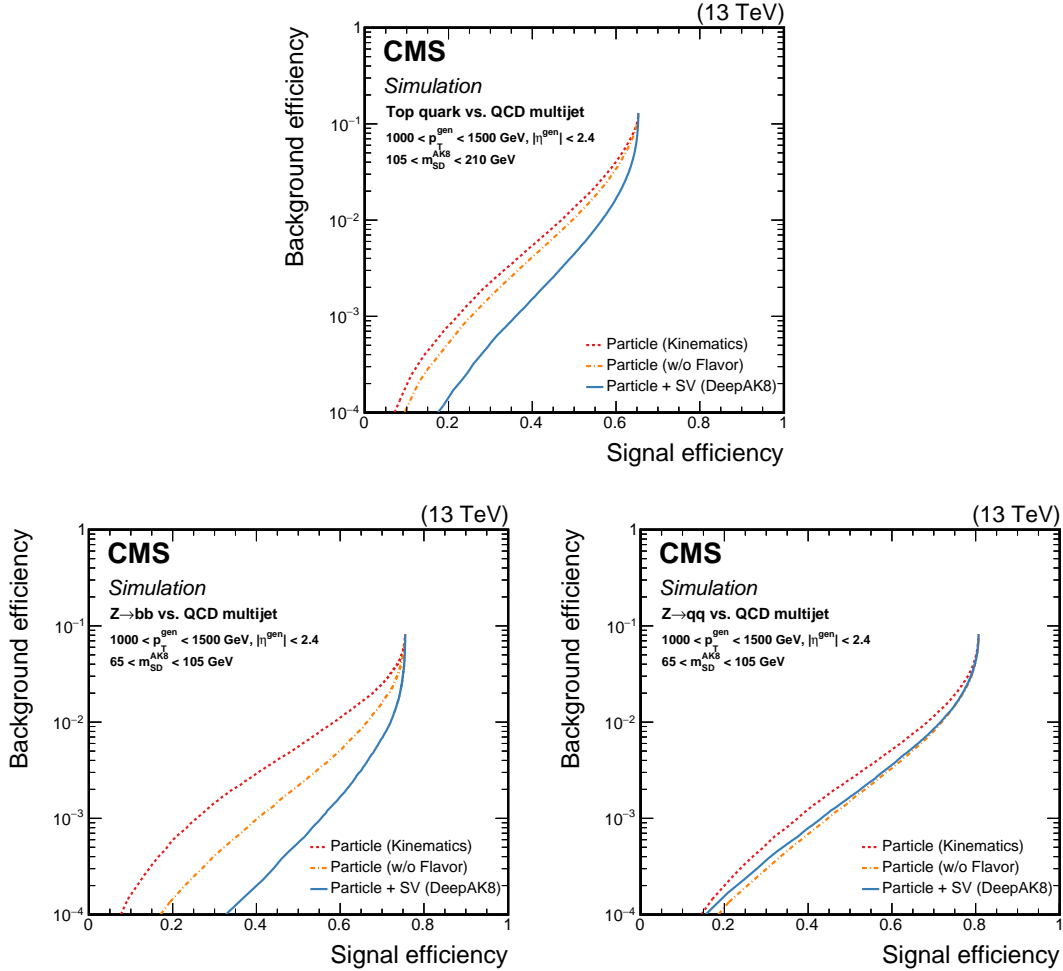 (13 TeV)
CMS
Simulation
Top quark vs. QCD multijet
1000 < p_T^gen < 1500 GeV, |η^gen| < 2.4
105 < m_SD^AK8 < 210 GeV
Background efficiency
1
10⁻¹
10⁻²
10⁻³
10⁻⁴
Particle (Kinematics)
Particle (w/o Flavor)
Particle + SV (DeepAK8)
0 0.2 0.4 0.6 0.8 1
Signal efficiency
(13 TeV)
CMS
Simulation
Z→bb vs. QCD multijet
1000 < p_T^gen < 1500 GeV, |η^gen| < 2.4
65 < m_SD^AK8 < 105 GeV
Background efficiency
1
10⁻¹
10⁻²
10⁻³
10⁻⁴
Particle (Kinematics)
Particle (w/o Flavor)
Particle + SV (DeepAK8)
0 0.2 0.4 0.6 0.8 1
Signal efficiency
(13 TeV)
CMS
Simulation
Z→qq vs. QCD multijet
1000 < p_T^gen < 1500 GeV, |η^gen| < 2.4
65 < m_SD^AK8 < 105 GeV
Background efficiency
1
10⁻¹
10⁻²
10⁻³
10⁻⁴
Particle (Kinematics)
Particle (w/o Flavor)
Particle + SV (DeepAK8)
0 0.2 0.4 0.6 0.8 1
Signal efficiency